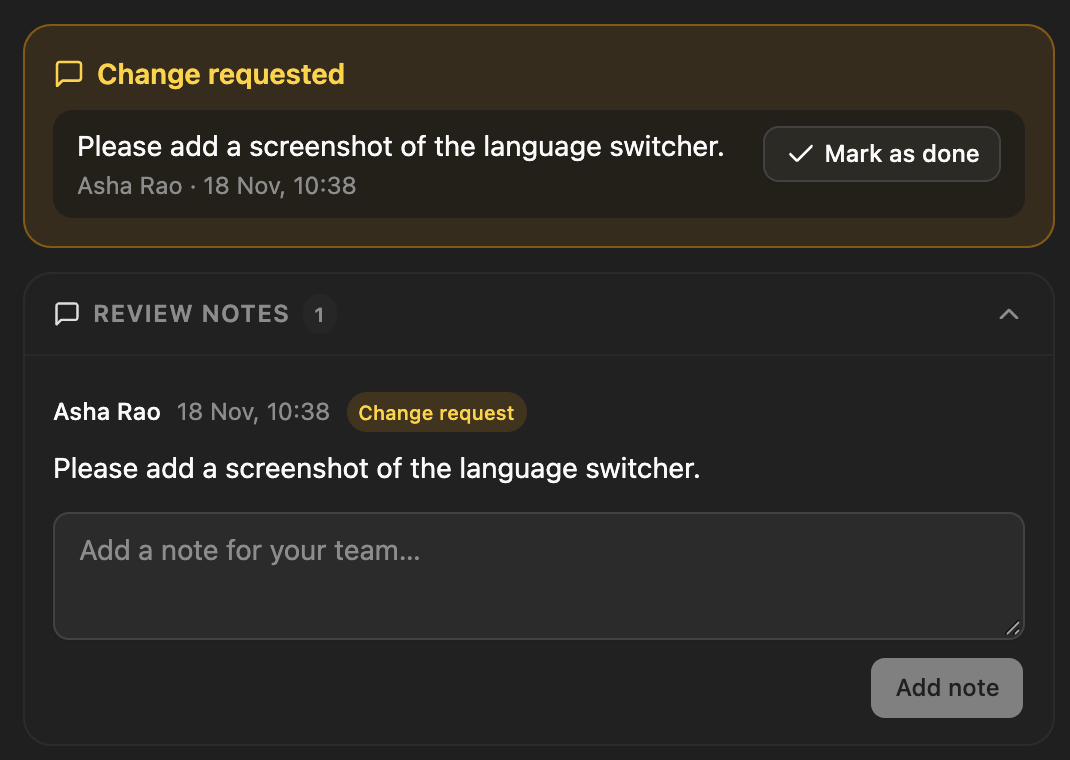 Change requested
Please add a screenshot of the language switcher.
Mark as done
Asha Rao · 18 Nov, 10:38
REVIEW NOTES 1
Asha Rao 18 Nov, 10:38 Change request
Please add a screenshot of the language switcher.
Add a note for your team...
Add note